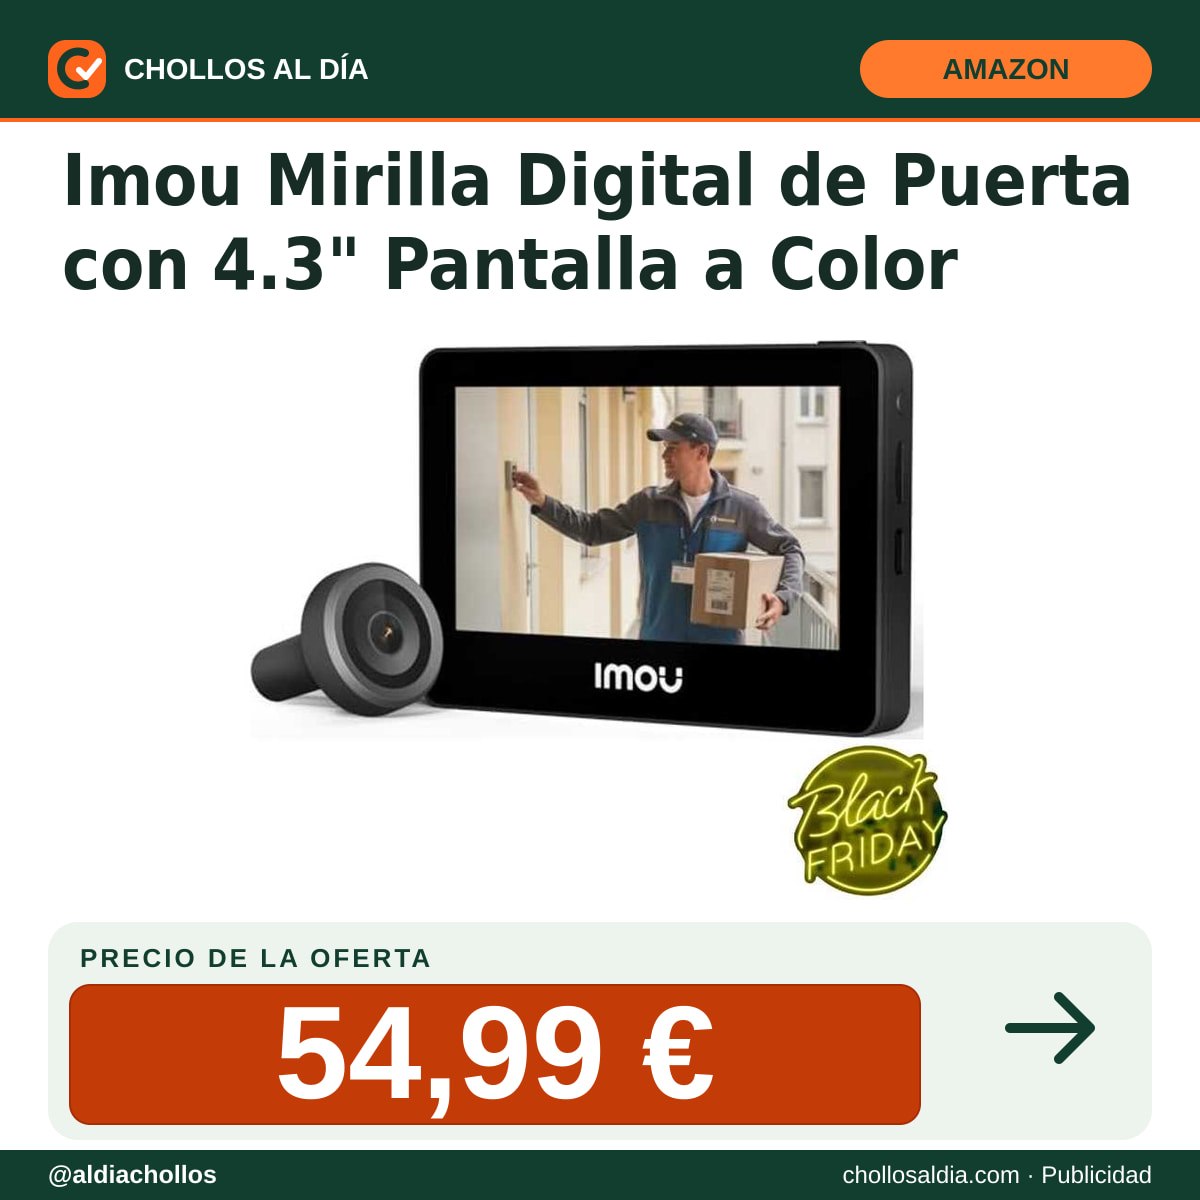 CHOLLOS AL DÍA
AMAZON
Imou Mirilla Digital de Puerta
con 4.3" Pantalla a Color
imou
Black
FRIDAY
PRECIO DE LA OFERTA
54,99 €
@aldiachollos
chollosaldia.com · Publicidad